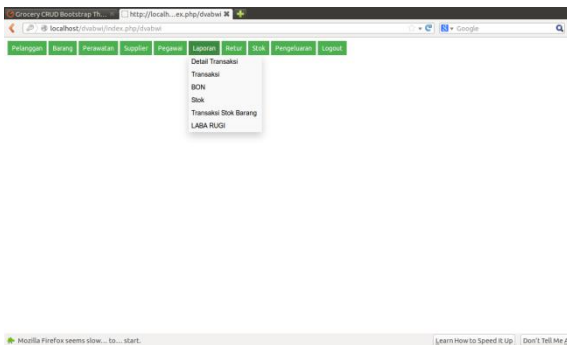 Grocery CRUD Bootstrap Th... http://localh...ex.php/dvabwi
localhost/dvabwi/index.php/dvabwi Google
Pelanggan Barang Perawatan Supplier Pegawai Laporan Retur Stok Pengeluaran Logout
Detail Transaksi
Transaksi
BON
Stok
Transaksi Stok Barang
LABA RUGI
Mozilla Firefox seems slow... to... start. Learn How to Speed It Up Don't Tell Me A